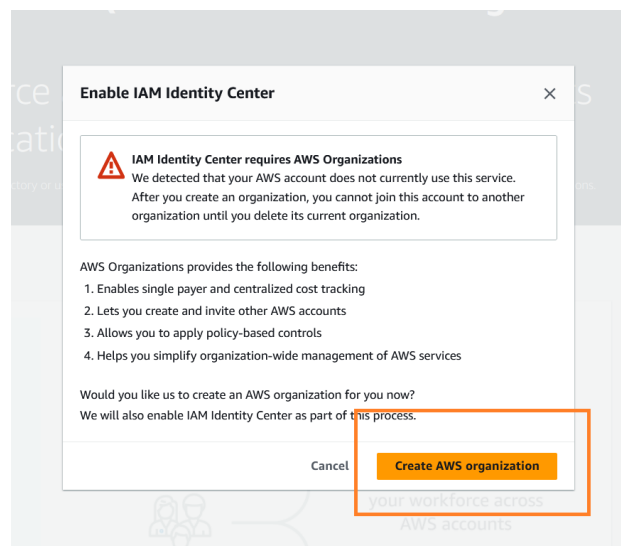 rce
s
cati
ctory or u
ons.
Enable IAM Identity Center
IAM Identity Center requires AWS Organizations
We detected that your AWS account does not currently use this service.
After you create an organization, you cannot join this account to another
organization until you delete its current organization.
AWS Organizations provides the following benefits:
1. Enables single payer and centralized cost tracking
2. Lets you create and invite other AWS accounts
3. Allows you to apply policy-based controls
4. Helps you simplify organization-wide management of AWS services
Would you like us to create an AWS organization for you now?
We will also enable IAM Identity Center as part of this process.
Cancel Create AWS organization
your workforce across
AWS accounts